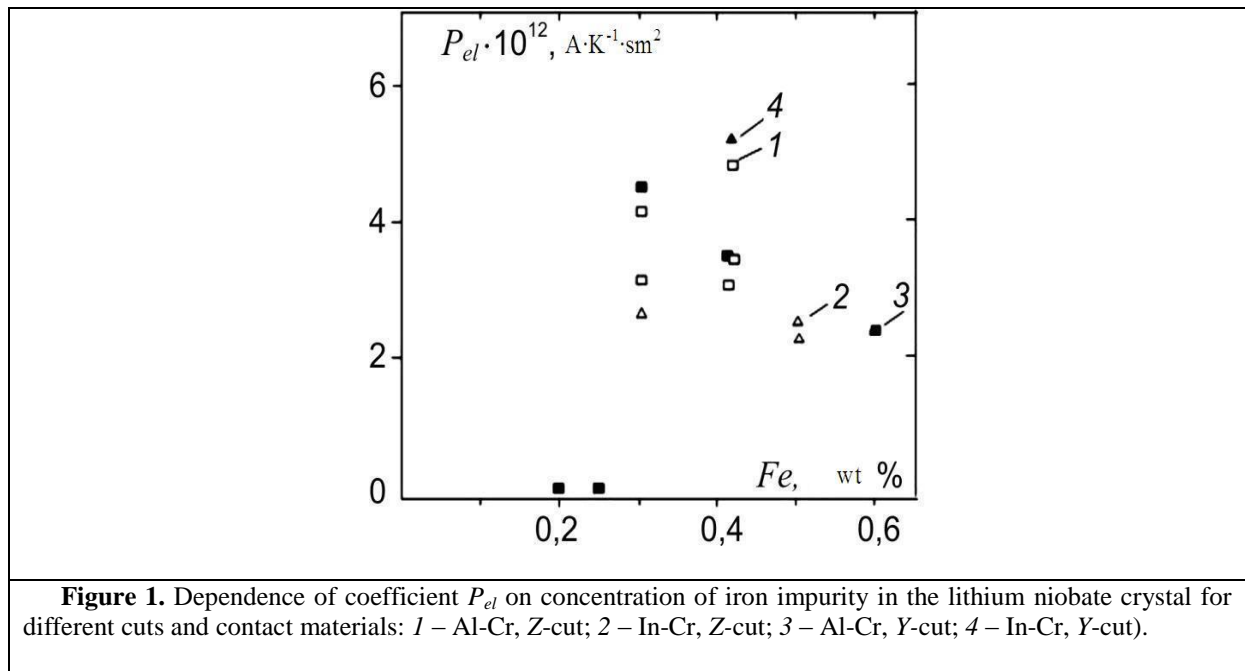 P_el·10^12, A·K^-1·sm^2
6
4
1
4
2
3
2
0
Fe, wt %
0,2 0,4 0,6
Figure 1. Dependence of coefficient P_el on concentration of iron impurity in the lithium niobate crystal for
different cuts and contact materials: 1 – Al-Cr, Z-cut; 2 – In-Cr, Z-cut; 3 – Al-Cr, Y-cut; 4 – In-Cr, Y-cut).